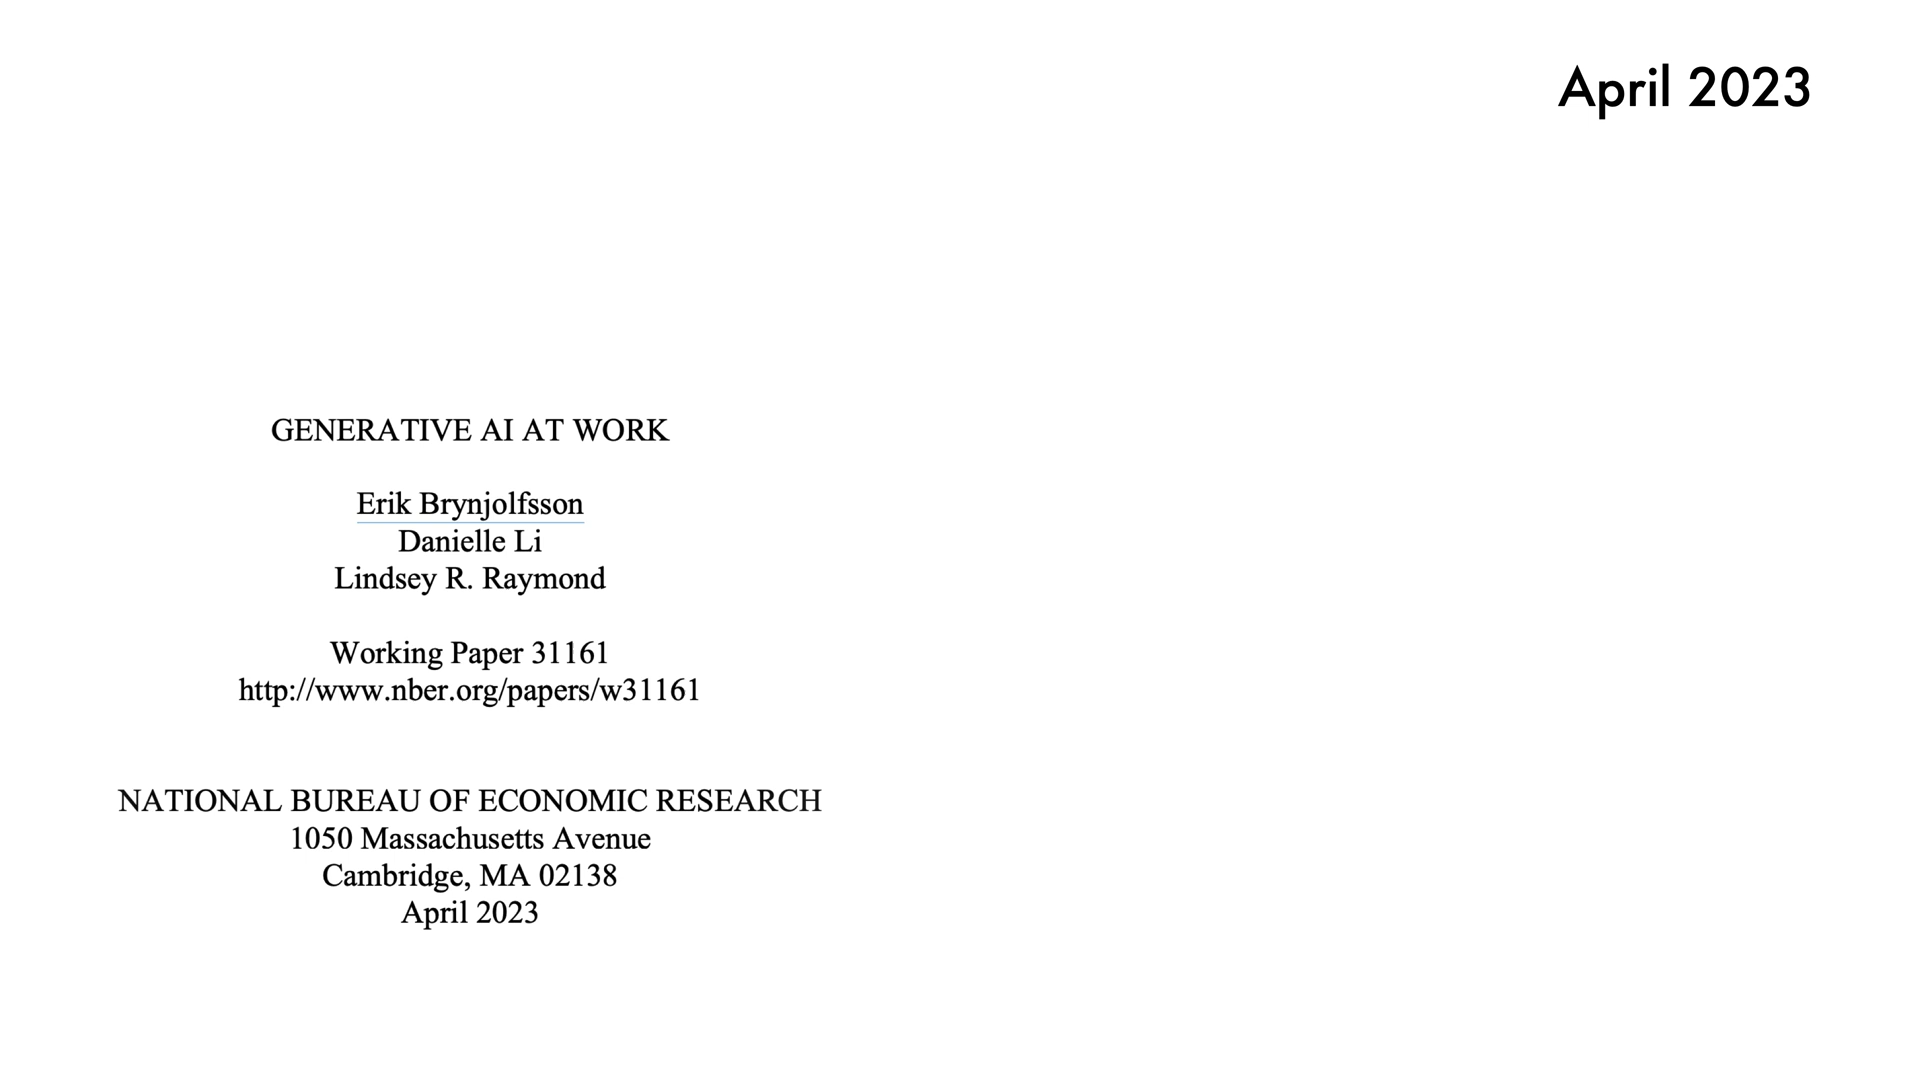 April 2023
GENERATIVE AI AT WORK
Erik Brynjolfsson
Danielle Li
Lindsey R. Raymond
Working Paper 31161
http://www.nber.org/papers/w31161
NATIONAL BUREAU OF ECONOMIC RESEARCH
1050 Massachusetts Avenue
Cambridge, MA 02138
April 2023